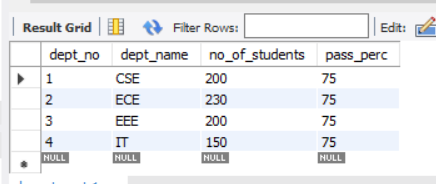 Result Grid Filter Rows: Edit:
dept_no dept_name no_of_students pass_perc
1 CSE 200 75
2 ECE 230 75
3 EEE 200 75
4 IT 150 75
NULL NULL NULL NULL